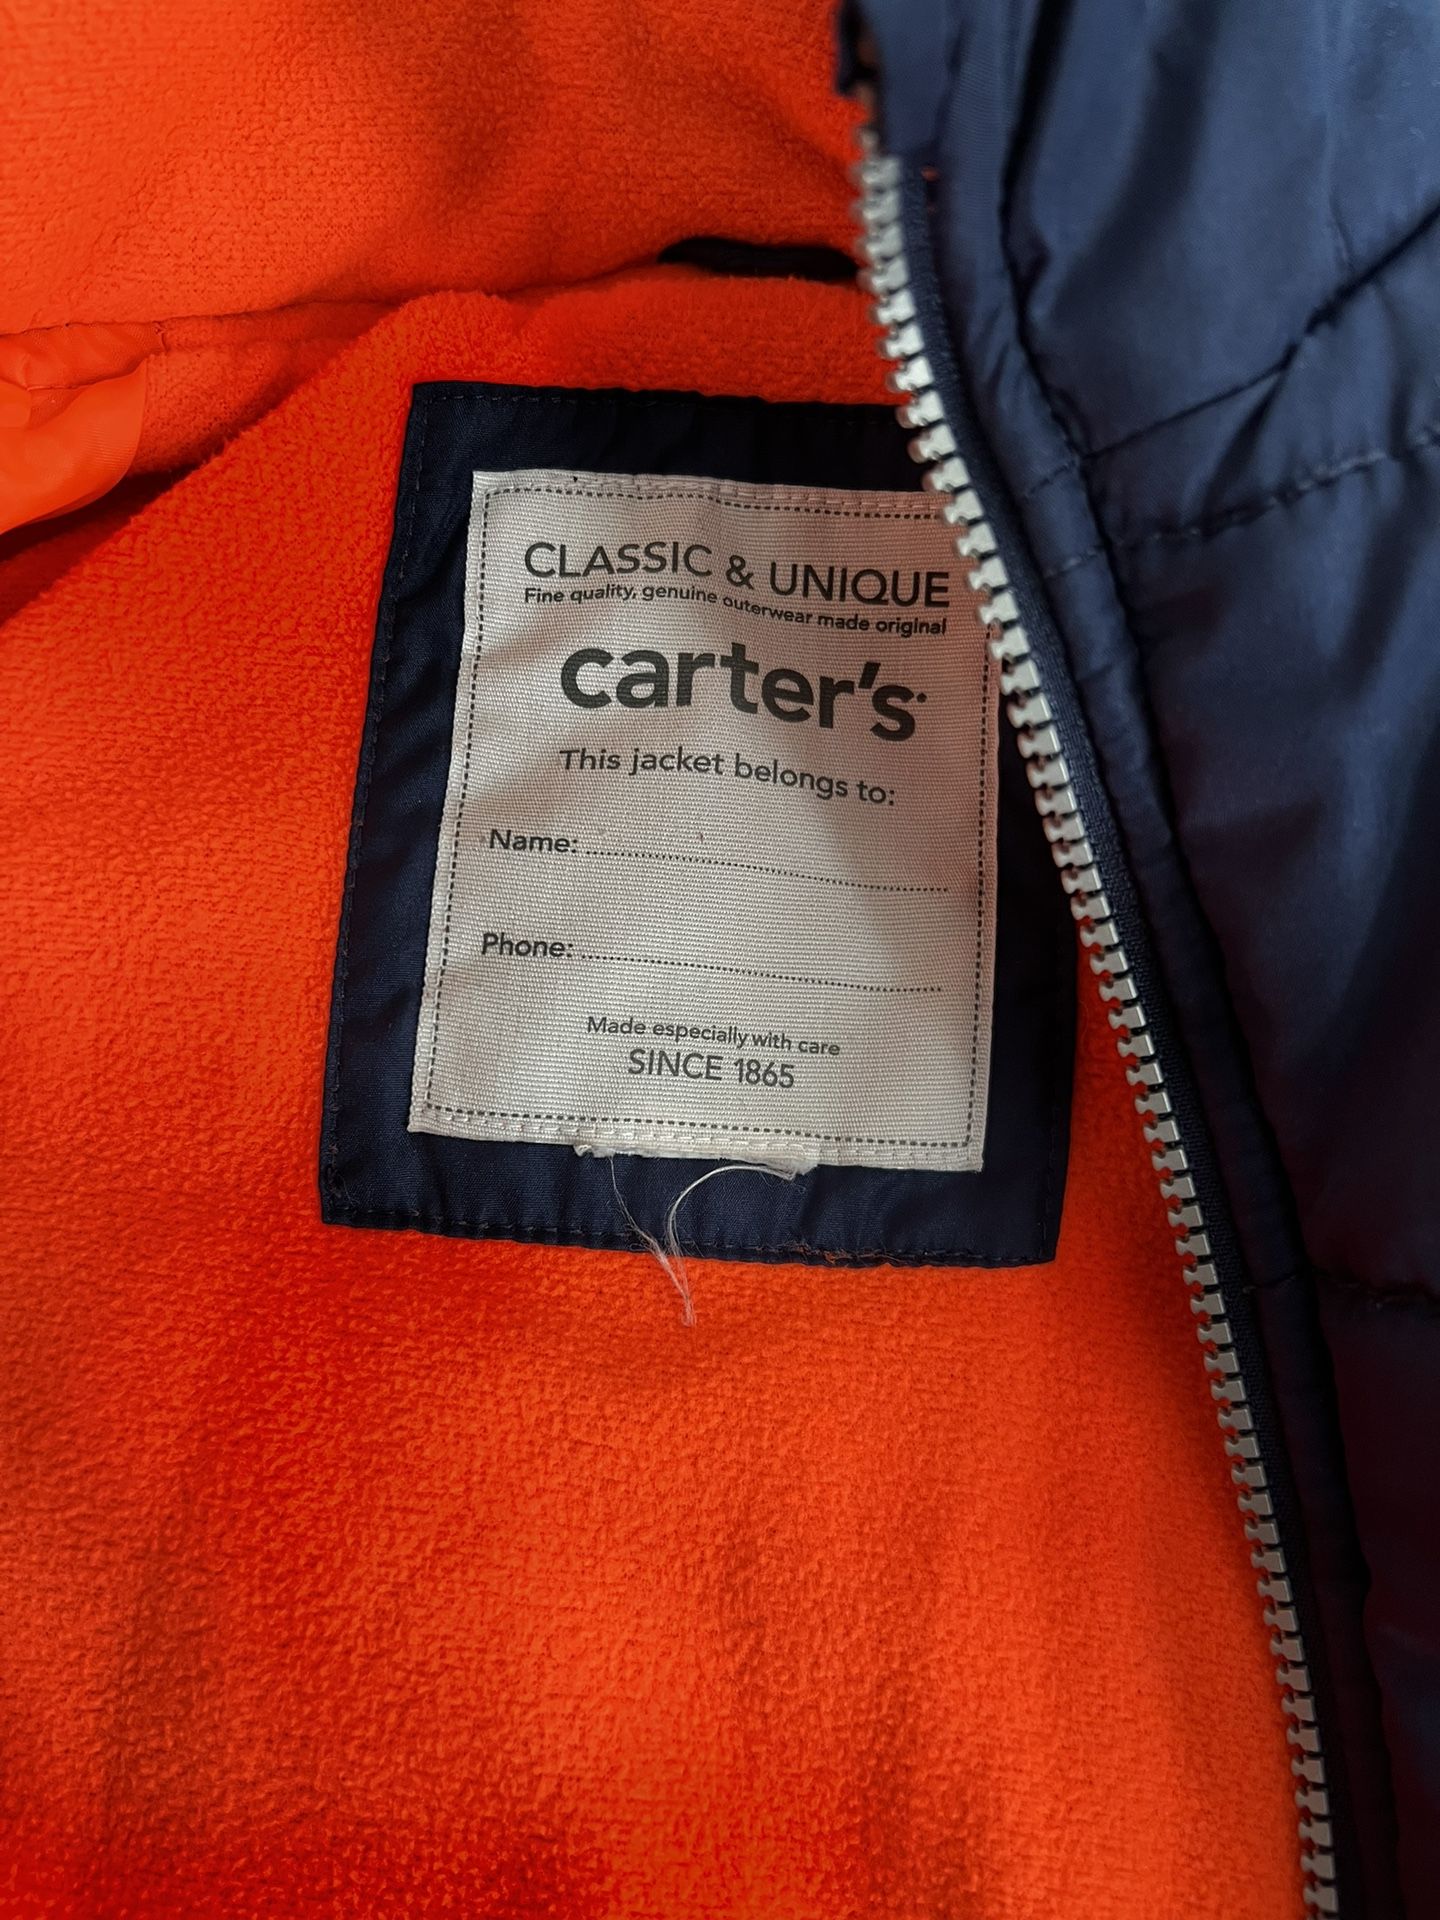 CLASSIC & UNIQUE
Fine quality, genuine outerwear made original
carter's
This jacket belongs to:
Name:
Phone:
Made especially with care
SINCE 1865